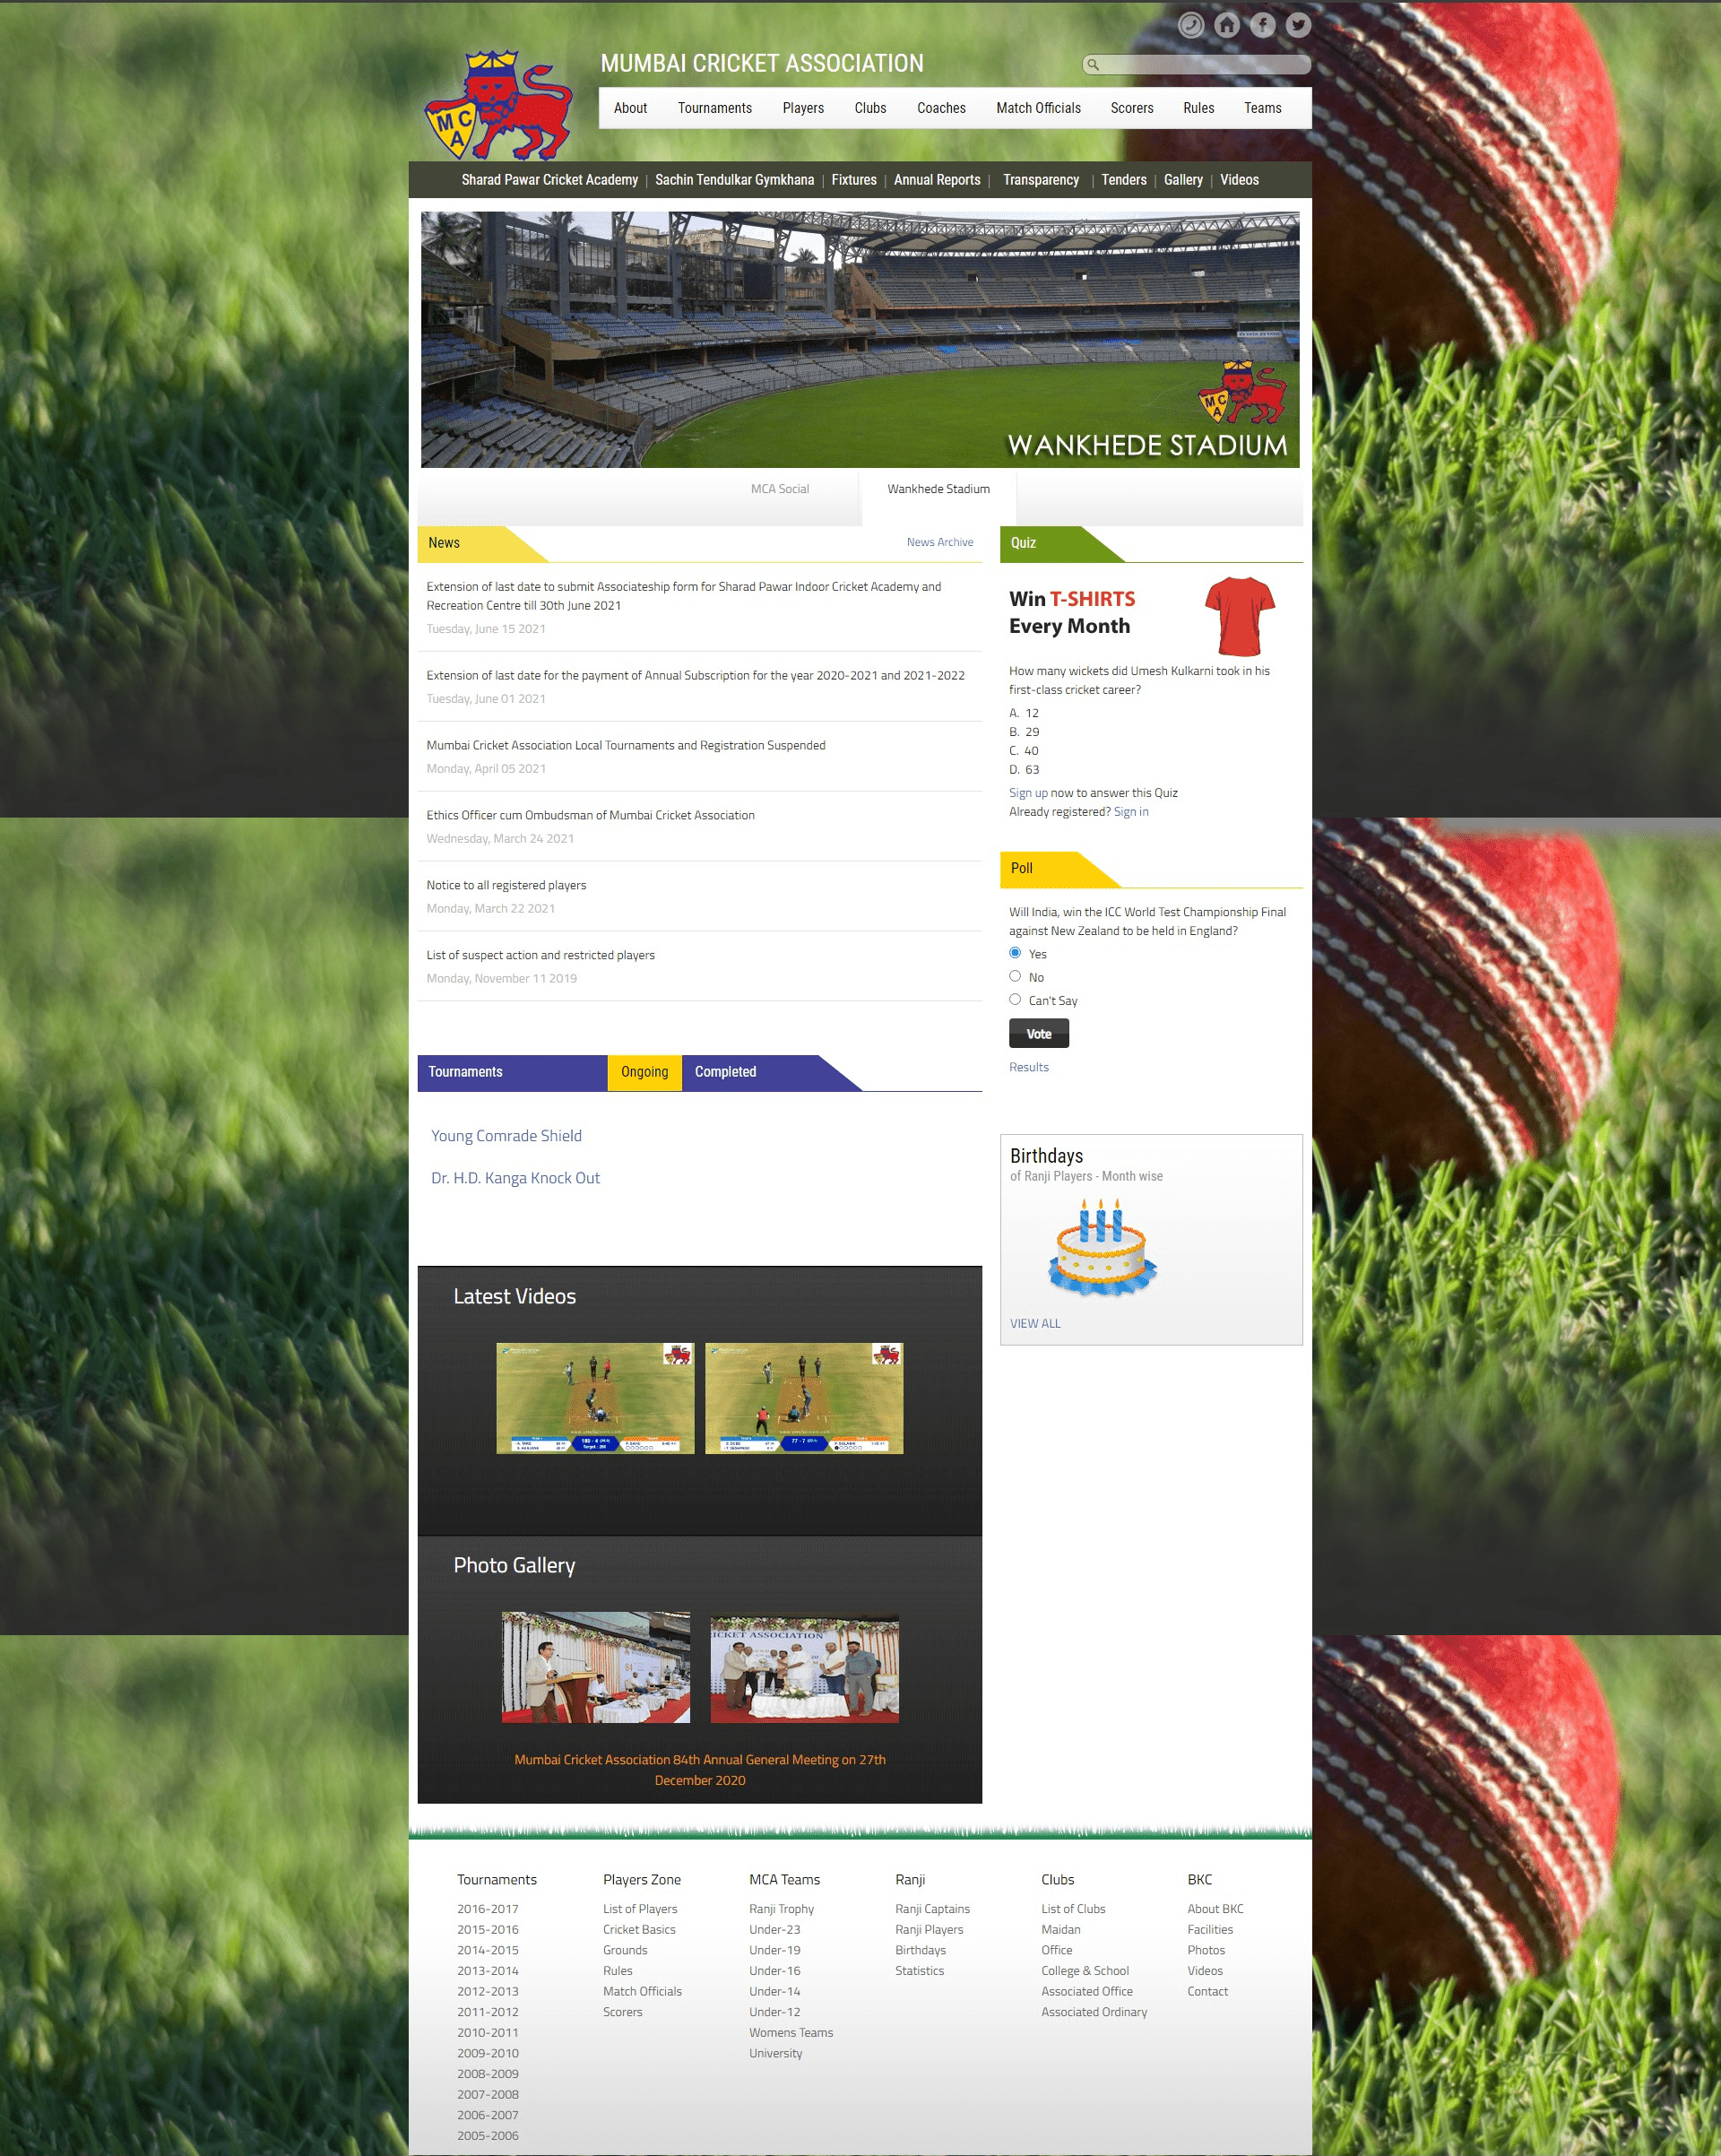 MUMBAI CRICKET ASSOCIATION
M C A
About Tournaments Players Clubs Coaches Match Officials Scorers Rules Teams
Sharad Pawar Cricket Academy | Sachin Tendulkar Gymkhana | Fixtures | Annual Reports | Transparency | Tenders | Gallery | Videos
M C A
WANKHEDE STADIUM
MCA Social Wankhede Stadium
News News Archive
Extension of last date to submit Associateship form for Sharad Pawar Indoor Cricket Academy and
Recreation Centre till 30th June 2021
Tuesday, June 15 2021
Extension of last date for the payment of Annual Subscription for the year 2020-2021 and 2021-2022
Tuesday, June 01 2021
Mumbai Cricket Association Local Tournaments and Registration Suspended
Monday, April 05 2021
Ethics Officer cum Ombudsman of Mumbai Cricket Association
Wednesday, March 24 2021
Notice to all registered players
Monday, March 22 2021
List of suspect action and restricted players
Monday, November 11 2019
Quiz
Win T-SHIRTS
Every Month
How many wickets did Umesh Kulkarni took in his
first-class cricket career?
A. 12
B. 29
C. 40
D. 63
Sign up now to answer this Quiz
Already registered? Sign in
Poll
Will India, win the ICC World Test Championship Final
against New Zealand to be held in England?
Yes
No
Can't Say
Vote
Results
Tournaments Ongoing Completed
Young Comrade Shield
Dr. H.D. Kanga Knock Out
Birthdays
of Ranji Players - Month wise
VIEW ALL
Latest Videos
Photo Gallery
ICKET ASSOCIATION
Mumbai Cricket Association 84th Annual General Meeting on 27th
December 2020
Tournaments
2016-2017
2015-2016
2014-2015
2013-2014
2012-2013
2011-2012
2010-2011
2009-2010
2008-2009
2007-2008
2006-2007
2005-2006
Players Zone
List of Players
Cricket Basics
Grounds
Rules
Match Officials
Scorers
MCA Teams
Ranji Trophy
Under-23
Under-19
Under-16
Under-14
Under-12
Womens Teams
University
Ranji
Ranji Captains
Ranji Players
Birthdays
Statistics
Clubs
List of Clubs
Maidan
Office
College & School
Associated Office
Associated Ordinary
BKC
About BKC
Facilities
Photos
Videos
Contact